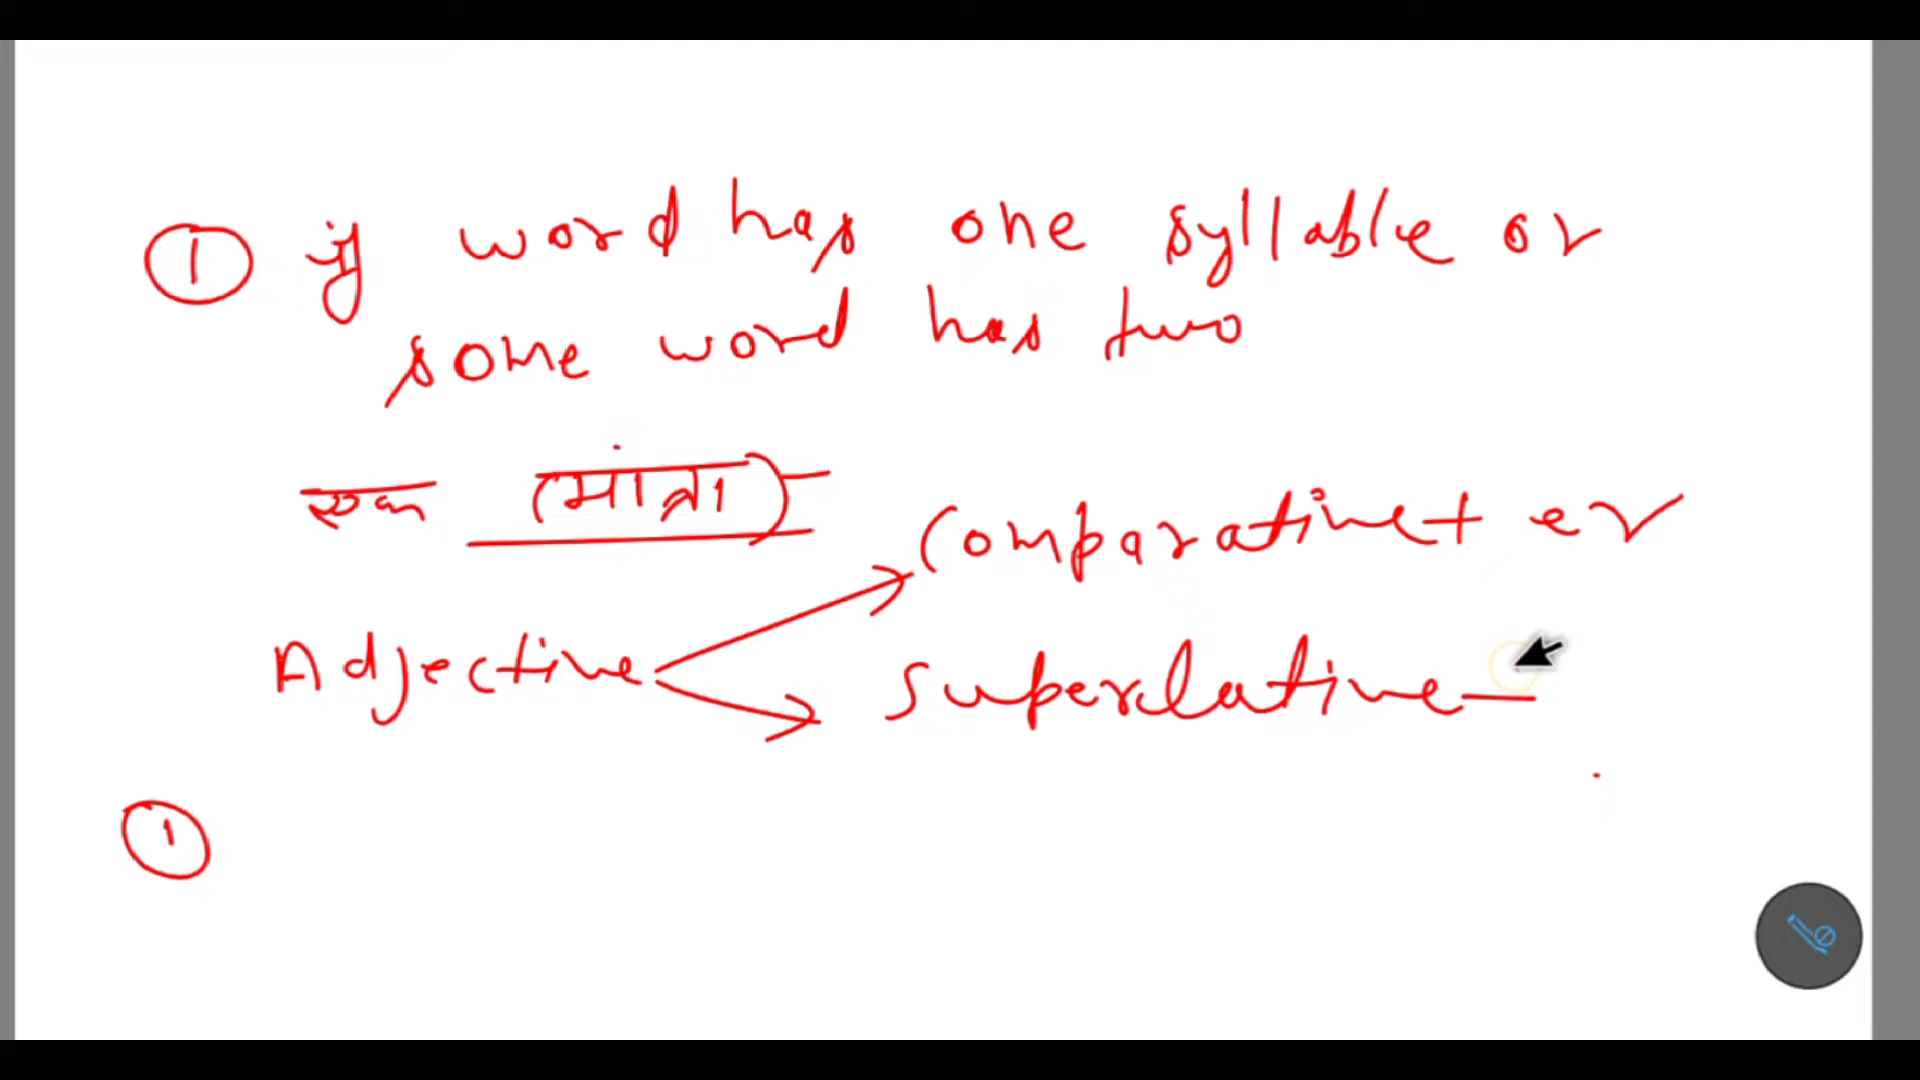 ① if word has one syllable or
some word has two
एक (मांत्रा)
Comparative + er
Adjective
Superlative —
①